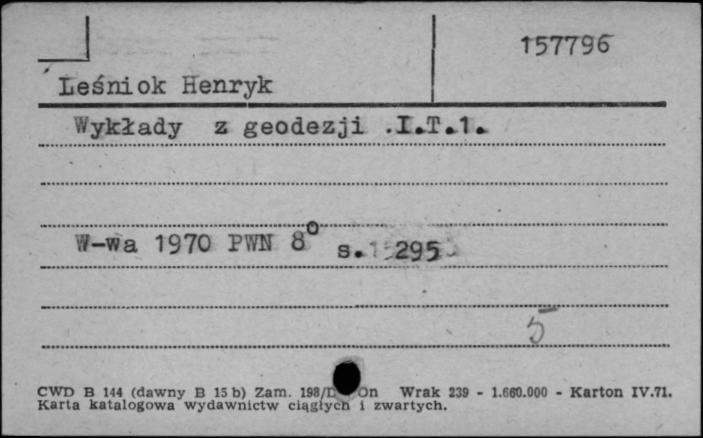 157796
Leśniok Henryk
Wykłady z geodezji .I.T.1.
W-wa 1970 PWN 8° s. 295
5
CWD B 144 (dawny B 15 b) Zam. 198/ On Wrak 239 - 1.660.000 - Karton IV.71.
Karta katalogowa wydawnictw ciągłych i zwartych.